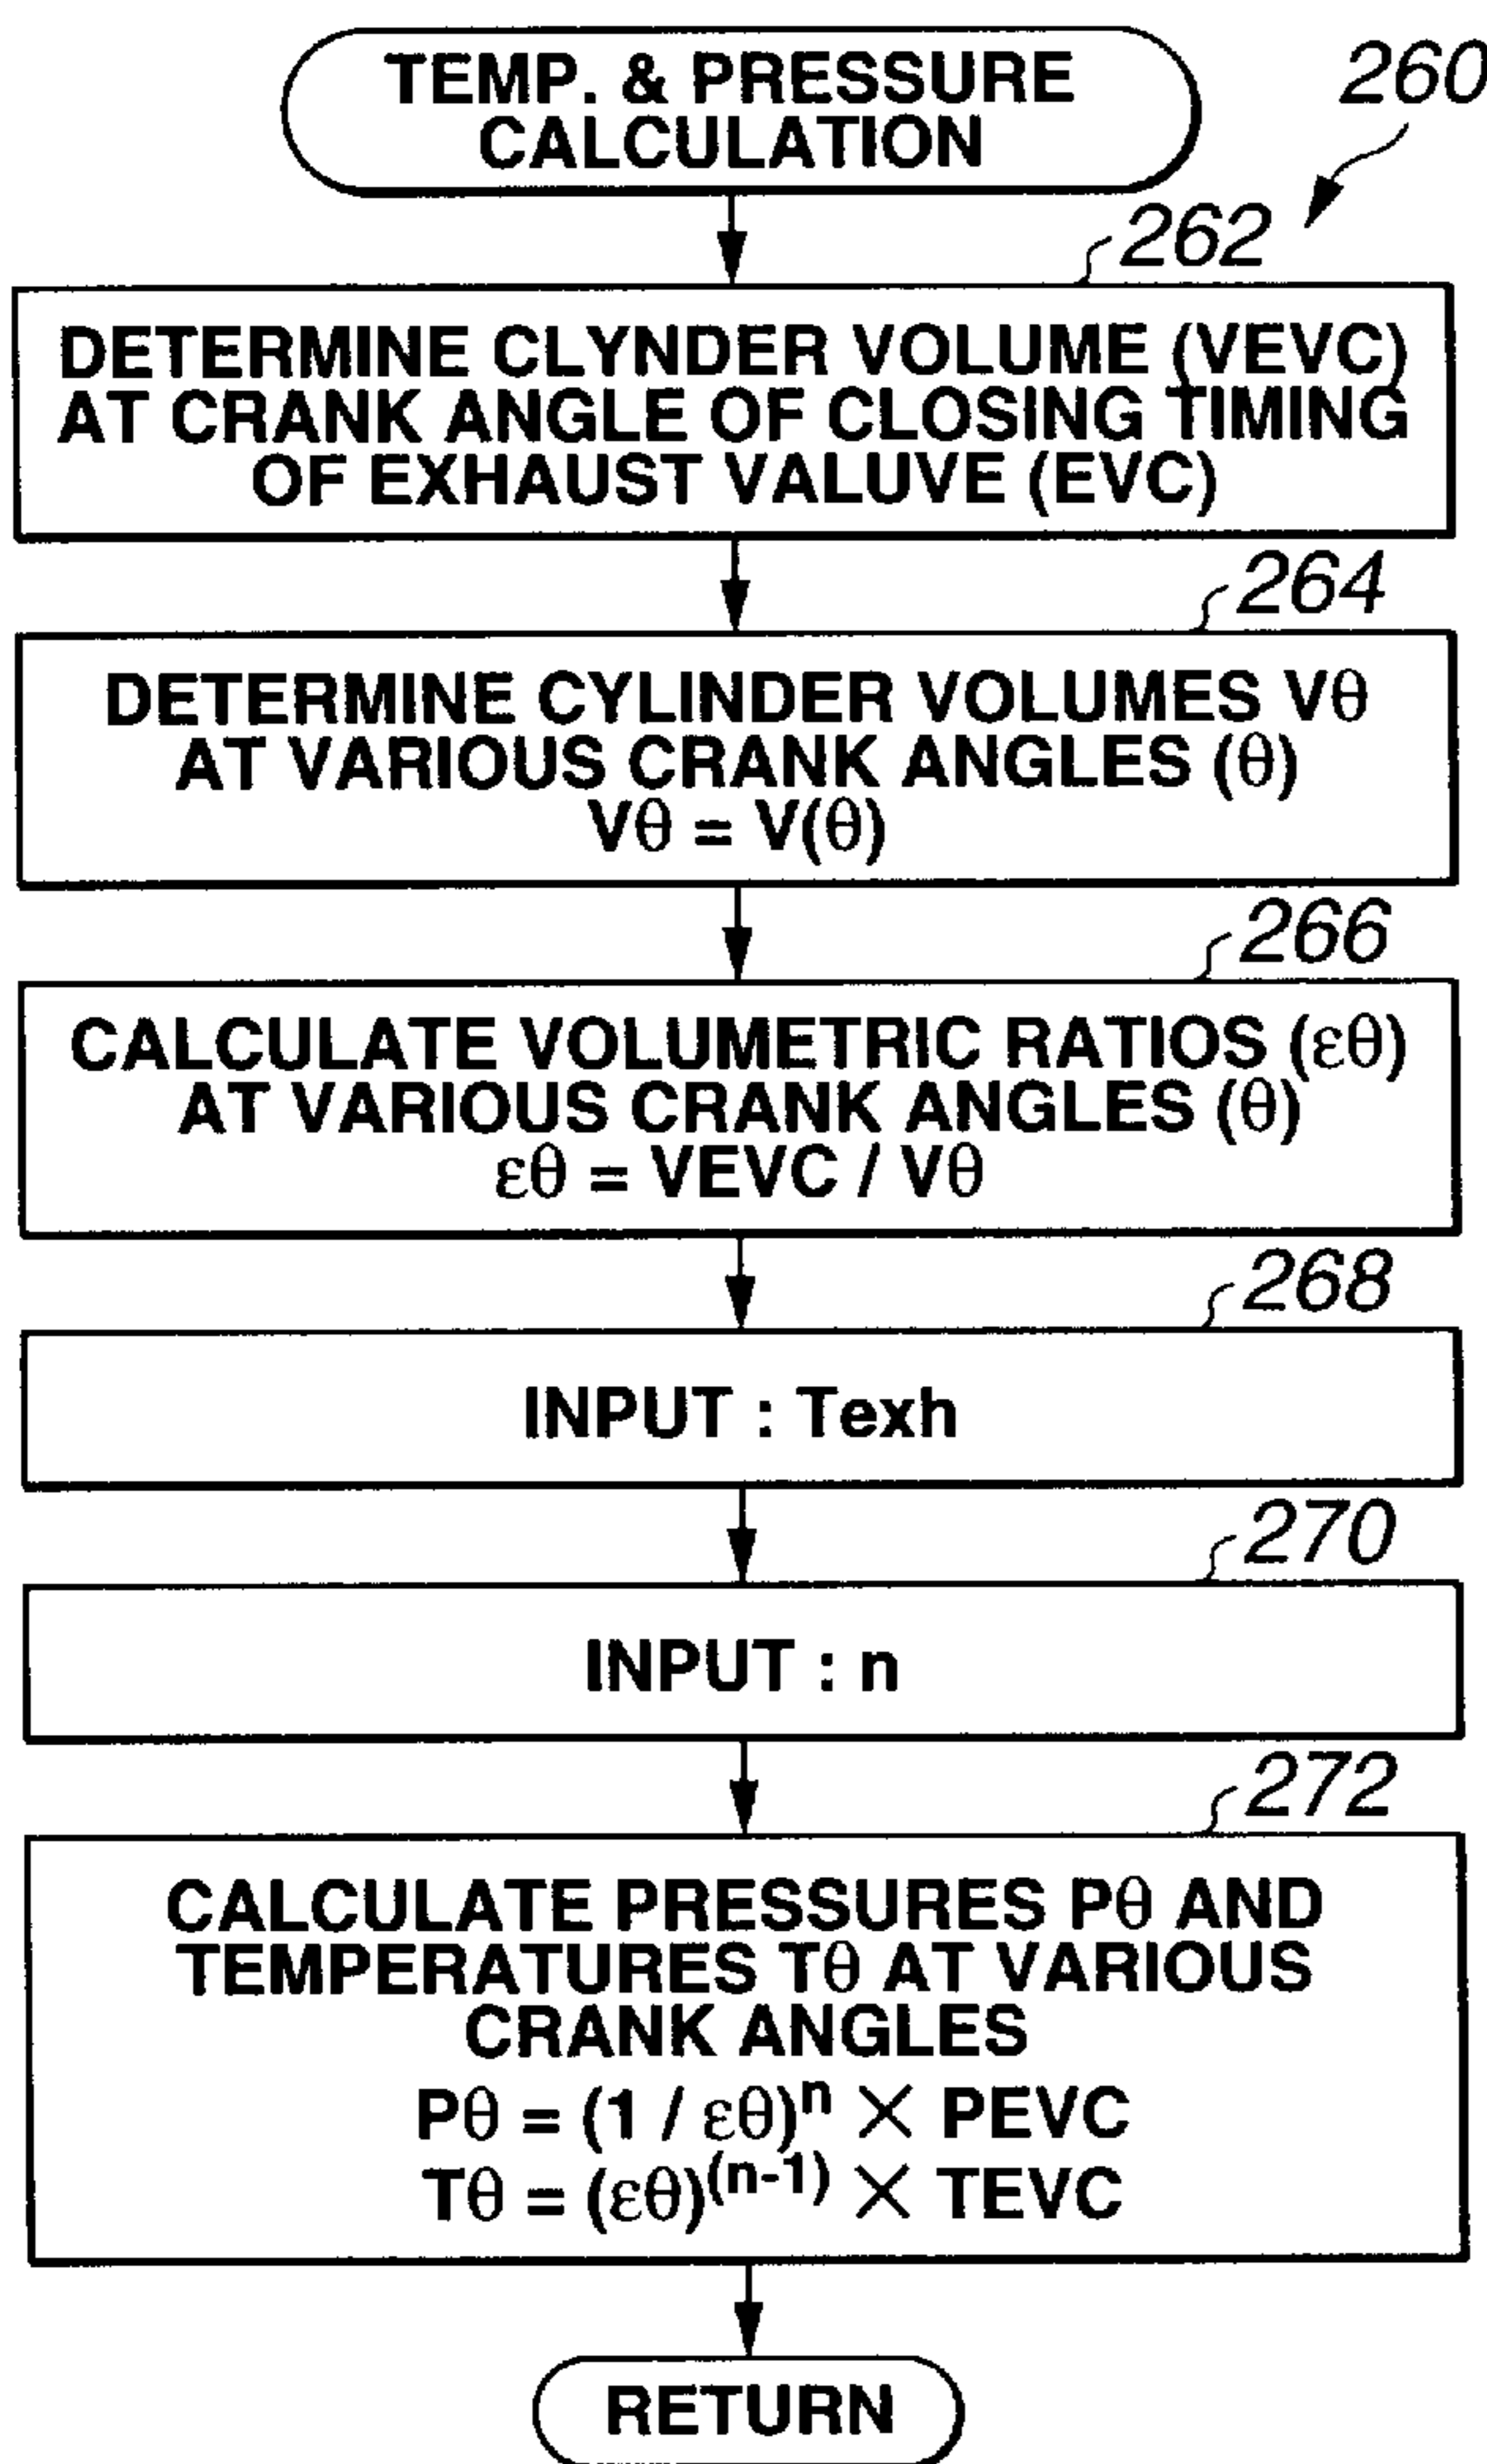 TEMP. & PRESSURE
CALCULATION
260
262
DETERMINE CLYNDER VOLUME (VEVC)
AT CRANK ANGLE OF CLOSING TIMING
OF EXHAUST VALUVE (EVC)
264
DETERMINE CYLINDER VOLUMES Vθ
AT VARIOUS CRANK ANGLES (θ)
Vθ = V(θ)
266
CALCULATE VOLUMETRIC RATIOS (εθ)
AT VARIOUS CRANK ANGLES (θ)
εθ = VEVC / Vθ
268
INPUT : Texh
270
INPUT : n
272
CALCULATE PRESSURES Pθ AND
TEMPERATURES Tθ AT VARIOUS
CRANK ANGLES
Pθ = (1 / εθ)ⁿ × PEVC
Tθ = (εθ)⁽ⁿ⁻¹⁾ × TEVC
RETURN